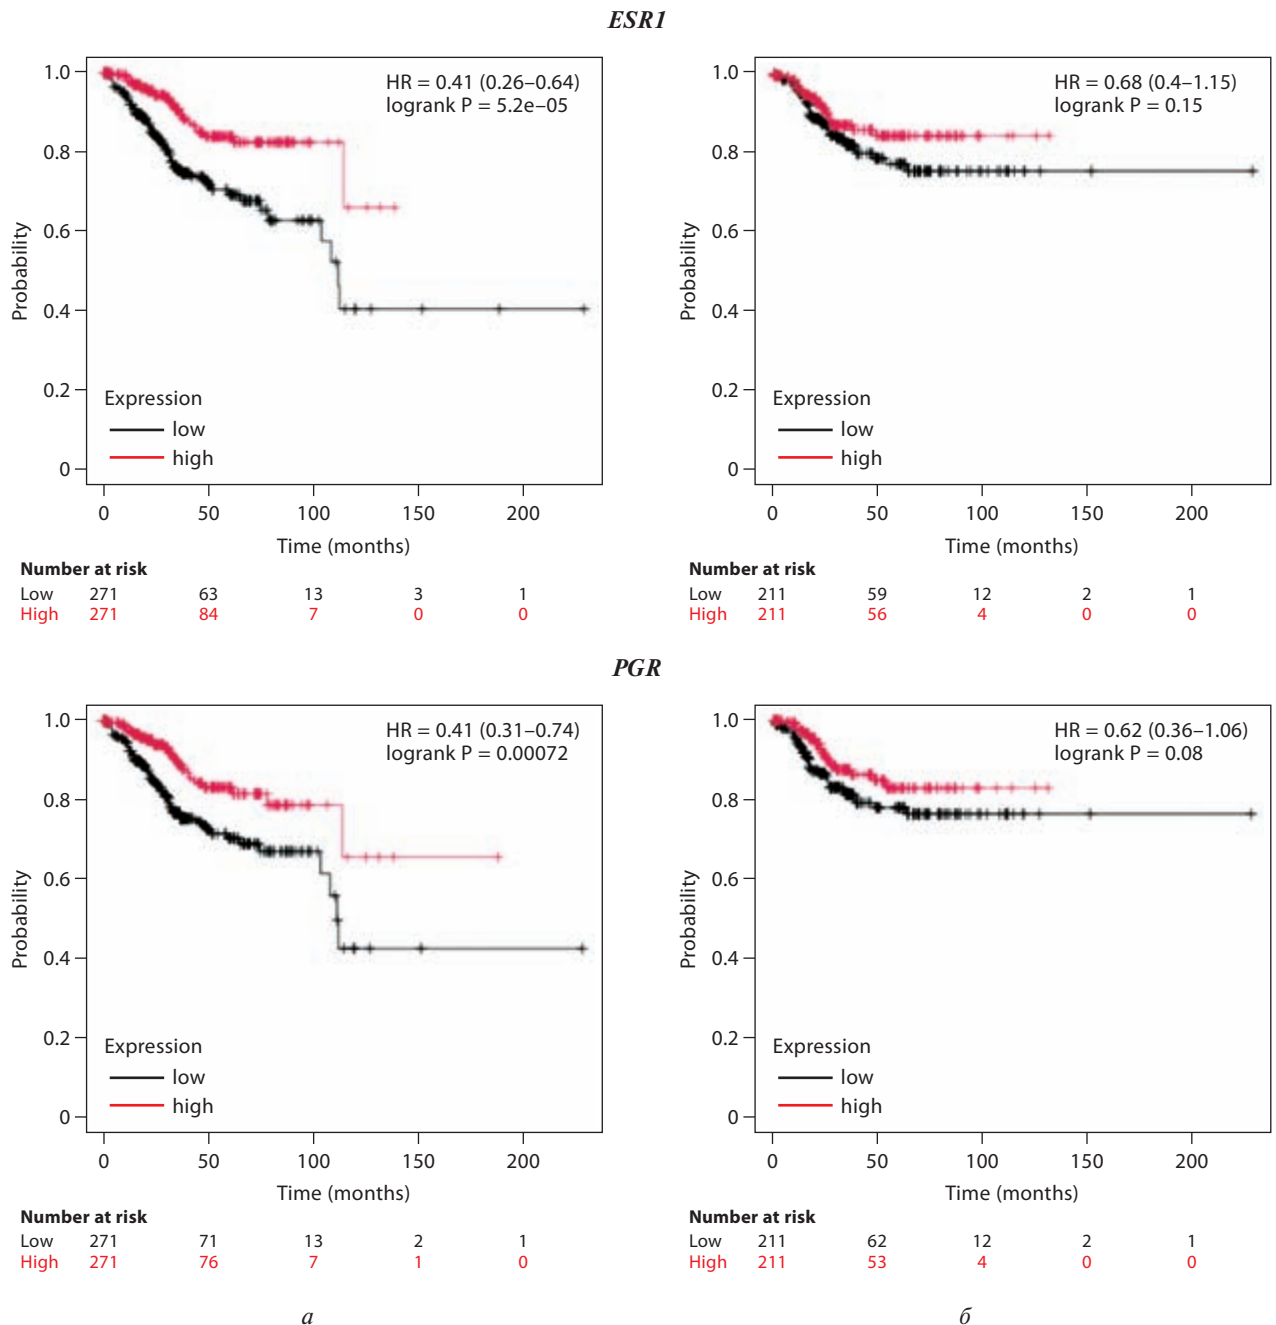 ESR1
HR = 0.41 (0.26–0.64)
logrank P = 5.2e–05
1.0
0.8
0.6
0.4
0.2
0
Probability
Expression
low
high
0 50 100 150 200
Time (months)
Number at risk
Low 271 63 13 3 1
High 271 84 7 0 0
HR = 0.68 (0.4–1.15)
logrank P = 0.15
1.0
0.8
0.6
0.4
0.2
0
Probability
Expression
low
high
0 50 100 150 200
Time (months)
Number at risk
Low 211 59 12 2 1
High 211 56 4 0 0
PGR
HR = 0.41 (0.31–0.74)
logrank P = 0.00072
1.0
0.8
0.6
0.4
0.2
0
Probability
Expression
low
high
0 50 100 150 200
Time (months)
Number at risk
Low 271 71 13 2 1
High 271 76 7 1 0
а
HR = 0.62 (0.36–1.06)
logrank P = 0.08
1.0
0.8
0.6
0.4
0.2
0
Probability
Expression
low
high
0 50 100 150 200
Time (months)
Number at risk
Low 211 62 12 2 1
High 211 53 4 0 0
б